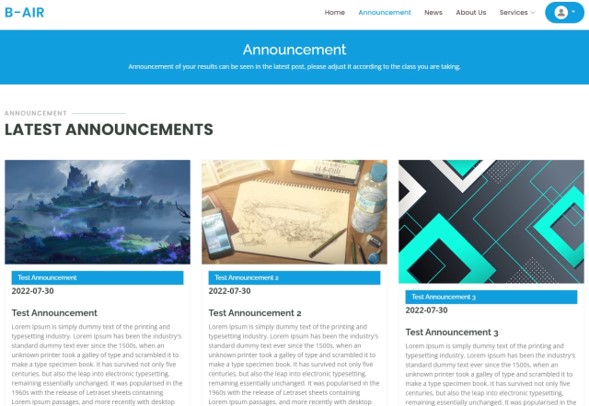 B-AIR
Home Announcement News About Us Services
Announcement
Announcement of your results can be seen in the latest post, please adjust it according to the class you are taking.
ANNOUNCEMENT
LATEST ANNOUNCEMENTS
Test Announcement
2022-07-30
Test Announcement
Lorem Ipsum is simply dummy text of the printing and
typesetting industry. Lorem Ipsum has been the industry's
standard dummy text ever since the 1500s, when an
unknown printer took a galley of type and scrambled it to
make a type specimen book. It has survived not only five
centuries, but also the leap into electronic typesetting,
remaining essentially unchanged. It was popularised in the
1960s with the release of Letraset sheets containing
Lorem Ipsum passages, and more recently with desktop
Test Announcement 2
2022-07-30
Test Announcement 2
Lorem Ipsum is simply dummy text of the printing and
typesetting industry. Lorem Ipsum has been the industry's
standard dummy text ever since the 1500s, when an
unknown printer took a galley of type and scrambled it to
make a type specimen book. It has survived not only five
centuries, but also the leap into electronic typesetting,
remaining essentially unchanged. It was popularised in the
1960s with the release of Letraset sheets containing
Lorem Ipsum passages, and more recently with desktop
Test Announcement 3
2022-07-30
Test Announcement 3
Lorem Ipsum is simply dummy text of the printing and
typesetting industry. Lorem Ipsum has been the industry's
standard dummy text ever since the 1500s, when an
unknown printer took a galley of type and scrambled it to
make a type specimen book. It has survived not only five
centuries, but also the leap into electronic typesetting,
remaining essentially unchanged. It was popularised in the